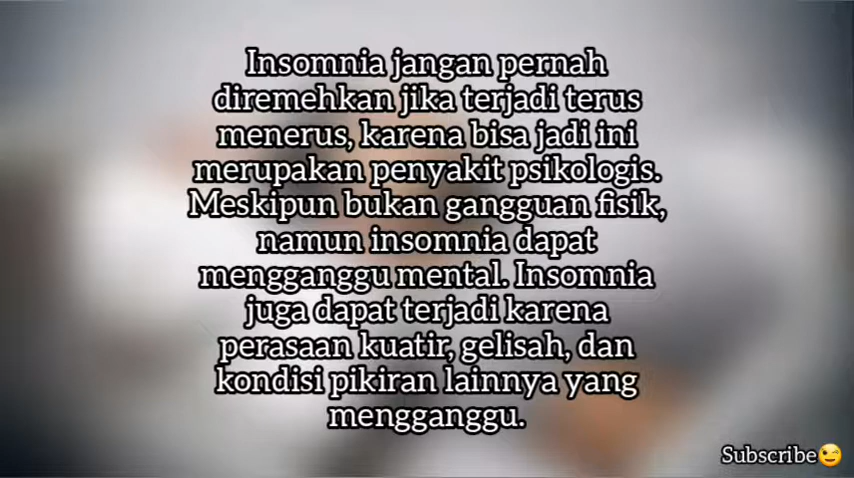 Insomnia jangan pernah
diremehkan jika terjadi terus
menerus, karena bisa jadi ini
merupakan penyakit psikologis.
Meskipun bukan gangguan fisik,
namun insomnia dapat
mengganggu mental. Insomnia
juga dapat terjadi karena
perasaan kuatir, gelisah, dan
kondisi pikiran lainnya yang
mengganggu.
Subscribe😉